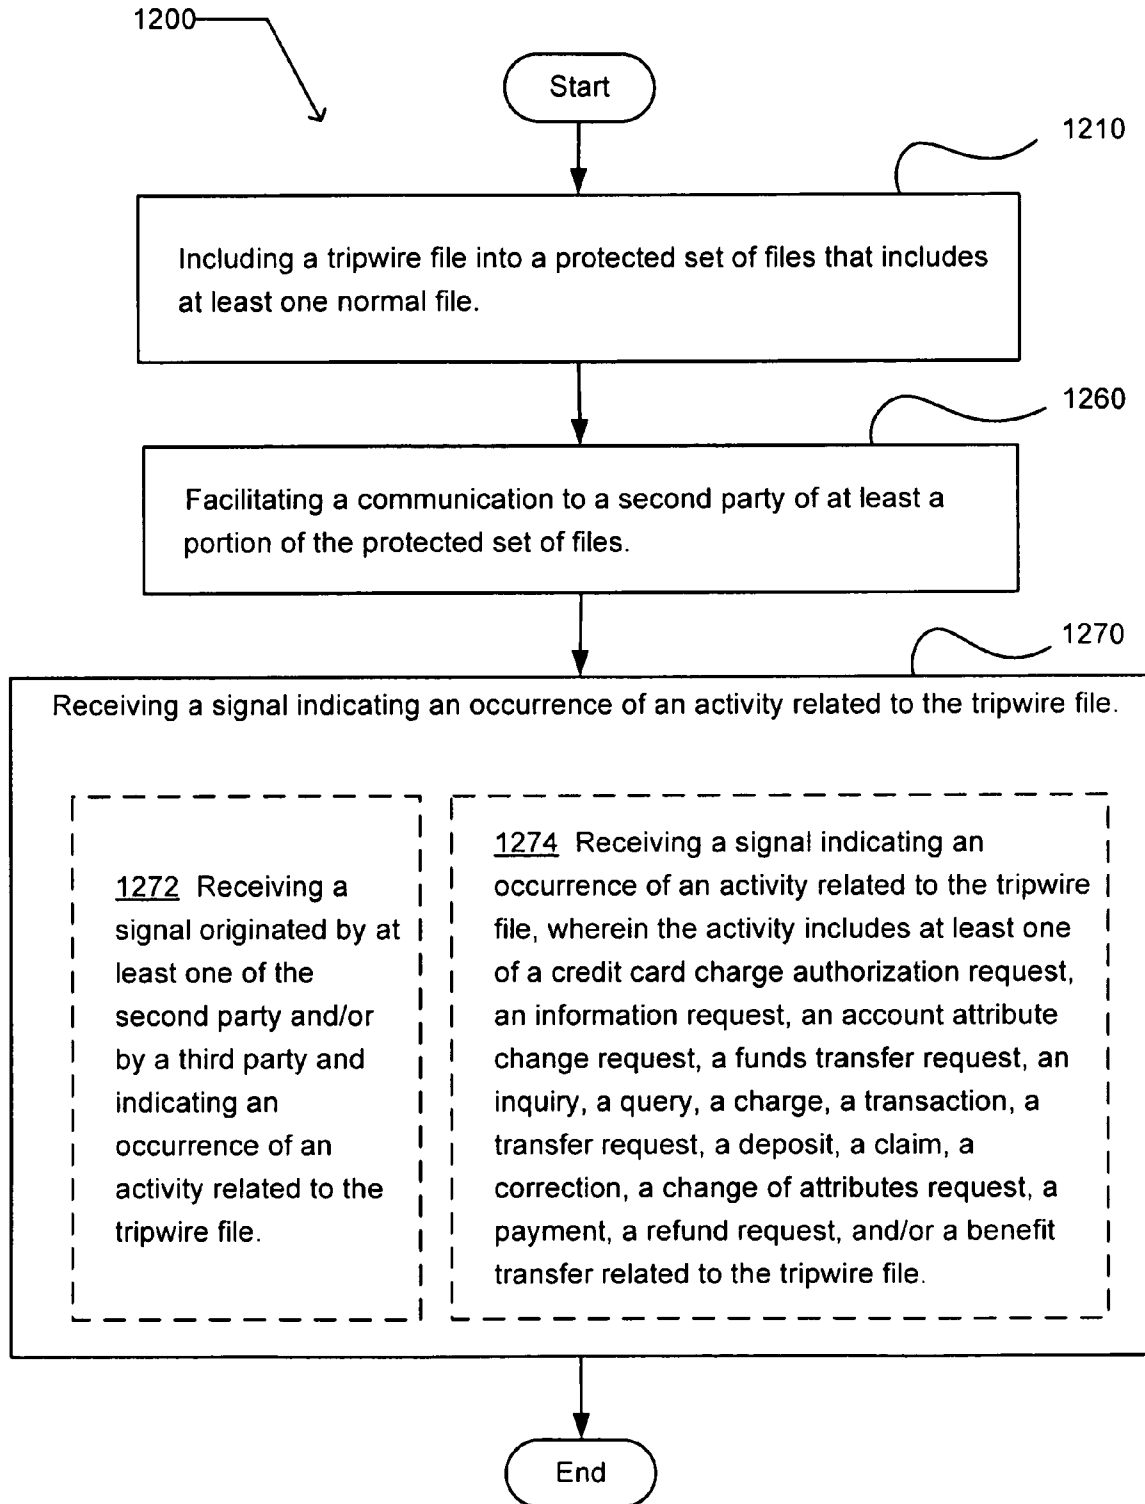 1200
Start
1210
Including a tripwire file into a protected set of files that includes
at least one normal file.
1260
Facilitating a communication to a second party of at least a
portion of the protected set of files.
1270
Receiving a signal indicating an occurrence of an activity related to the tripwire file.
1272 Receiving a
signal originated by at
least one of the
second party and/or
by a third party and
indicating an
occurrence of an
activity related to the
tripwire file.
1274 Receiving a signal indicating an
occurrence of an activity related to the tripwire
file, wherein the activity includes at least one
of a credit card charge authorization request,
an information request, an account attribute
change request, a funds transfer request, an
inquiry, a query, a charge, a transaction, a
transfer request, a deposit, a claim, a
correction, a change of attributes request, a
payment, a refund request, and/or a benefit
transfer related to the tripwire file.
End